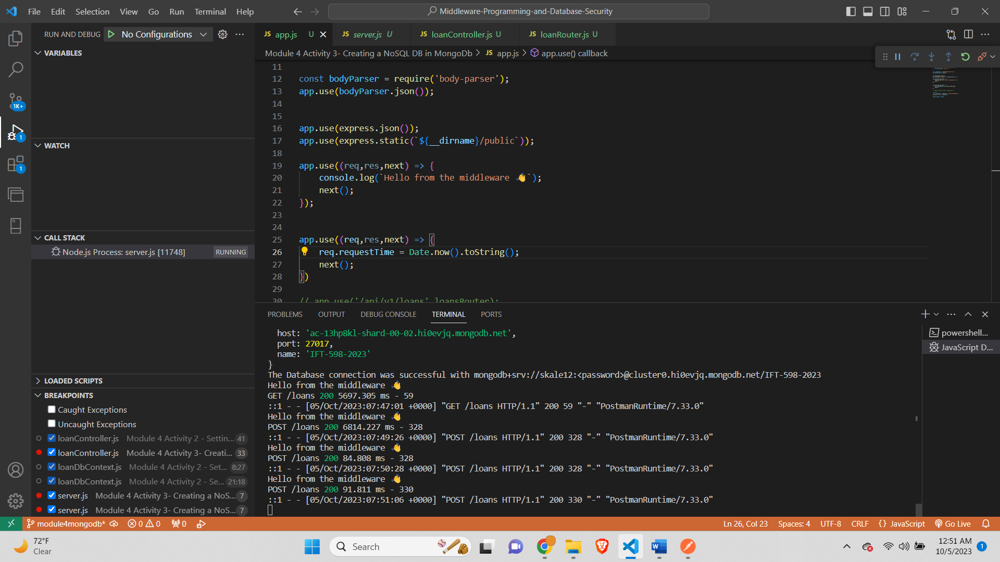 File Edit Selection View Go Run Terminal Help
Middleware-Programming-and-Database-Security
RUN AND DEBUG No Configurations
JS app.js U
JS server.js U
JS loanController.js U
JS loanRouter.js U
Module 4 Activity 3- Creating a NoSQL DB in MongoDb > JS app.js > app.use() callback
VARIABLES
WATCH
CALL STACK
Node.js Process: server.js [11748] RUNNING
LOADED SCRIPTS
BREAKPOINTS
Caught Exceptions
Uncaught Exceptions
loanController.js Module 4 Activity 2 - Settin... 41
loanController.js Module 4 Activity 3- Creati... 33
loanDbContext.js Module 4 Activity 2 - Set... 8:27
loanDbContext.js Module 4 Activity 2 - Se... 21:18
server.js Module 4 Activity 3- Creating a NoS... 7
server.js Module 4 Activity 3- Creating a NoS... 7
1K+
1
1
11
12 const bodyParser = require('body-parser');
13 app.use(bodyParser.json());
14
15
16 app.use(express.json());
17 app.use(express.static(`${__dirname}/public`));
18
19 app.use((req,res,next) => {
20 console.log(`Hello from the middleware 👋`);
21 next();
22 });
23
24
25 app.use((req,res,next) => {
26 req.requestTime = Date.now().toString();
27 next();
28 })
29
30 // app.use('/api/v1/loans',loansRouter);
PROBLEMS OUTPUT DEBUG CONSOLE TERMINAL PORTS
host: 'ac-13hp8kl-shard-00-02.hi0evjq.mongodb.net',
port: 27017,
name: 'IFT-598-2023'
}
The Database connection was successful with mongodb+srv://skale12:<password>@cluster0.hi0evjq.mongodb.net/IFT-598-2023
Hello from the middleware 👋
GET /loans 200 5697.305 ms - 59
::1 - - [05/Oct/2023:07:47:01 +0000] "GET /loans HTTP/1.1" 200 59 "-" "PostmanRuntime/7.33.0"
Hello from the middleware 👋
POST /loans 200 6814.227 ms - 328
::1 - - [05/Oct/2023:07:49:26 +0000] "POST /loans HTTP/1.1" 200 328 "-" "PostmanRuntime/7.33.0"
Hello from the middleware 👋
POST /loans 200 84.808 ms - 328
::1 - - [05/Oct/2023:07:50:28 +0000] "POST /loans HTTP/1.1" 200 328 "-" "PostmanRuntime/7.33.0"
Hello from the middleware 👋
POST /loans 200 91.811 ms - 330
::1 - - [05/Oct/2023:07:51:06 +0000] "POST /loans HTTP/1.1" 200 330 "-" "PostmanRuntime/7.33.0"
powershell...
JavaScript D...
module4mongodb* 0 0 0
Ln 26, Col 23 Spaces: 4 UTF-8 CRLF {} JavaScript Go Live
72°F
Clear
Search
12:51 AM
10/5/2023
1